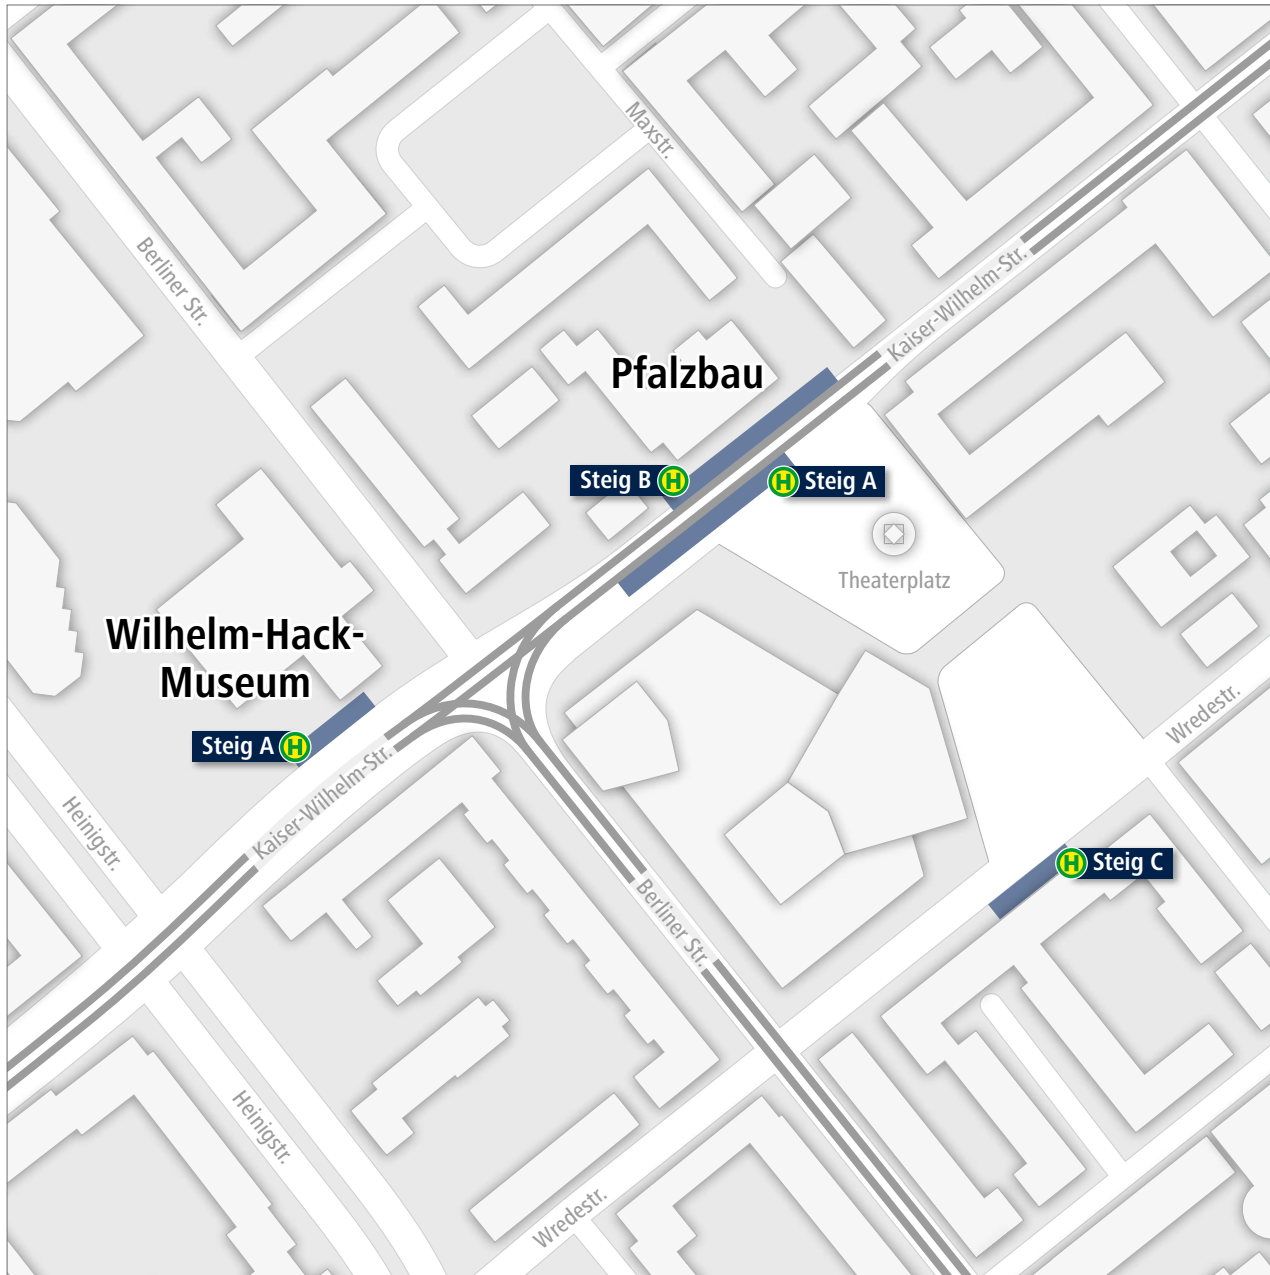 Maxstr.
Berliner Str.
Kaiser-Wilhelm-Str.
Pfalzbau
Steig B H
H Steig A
Theaterplatz
Wilhelm-Hack-
Museum
Steig A H
Wredestr.
Kaiser-Wilhelm-Str.
Heinigstr.
H Steig C
Berliner Str.
Heinigstr.
Wredestr.